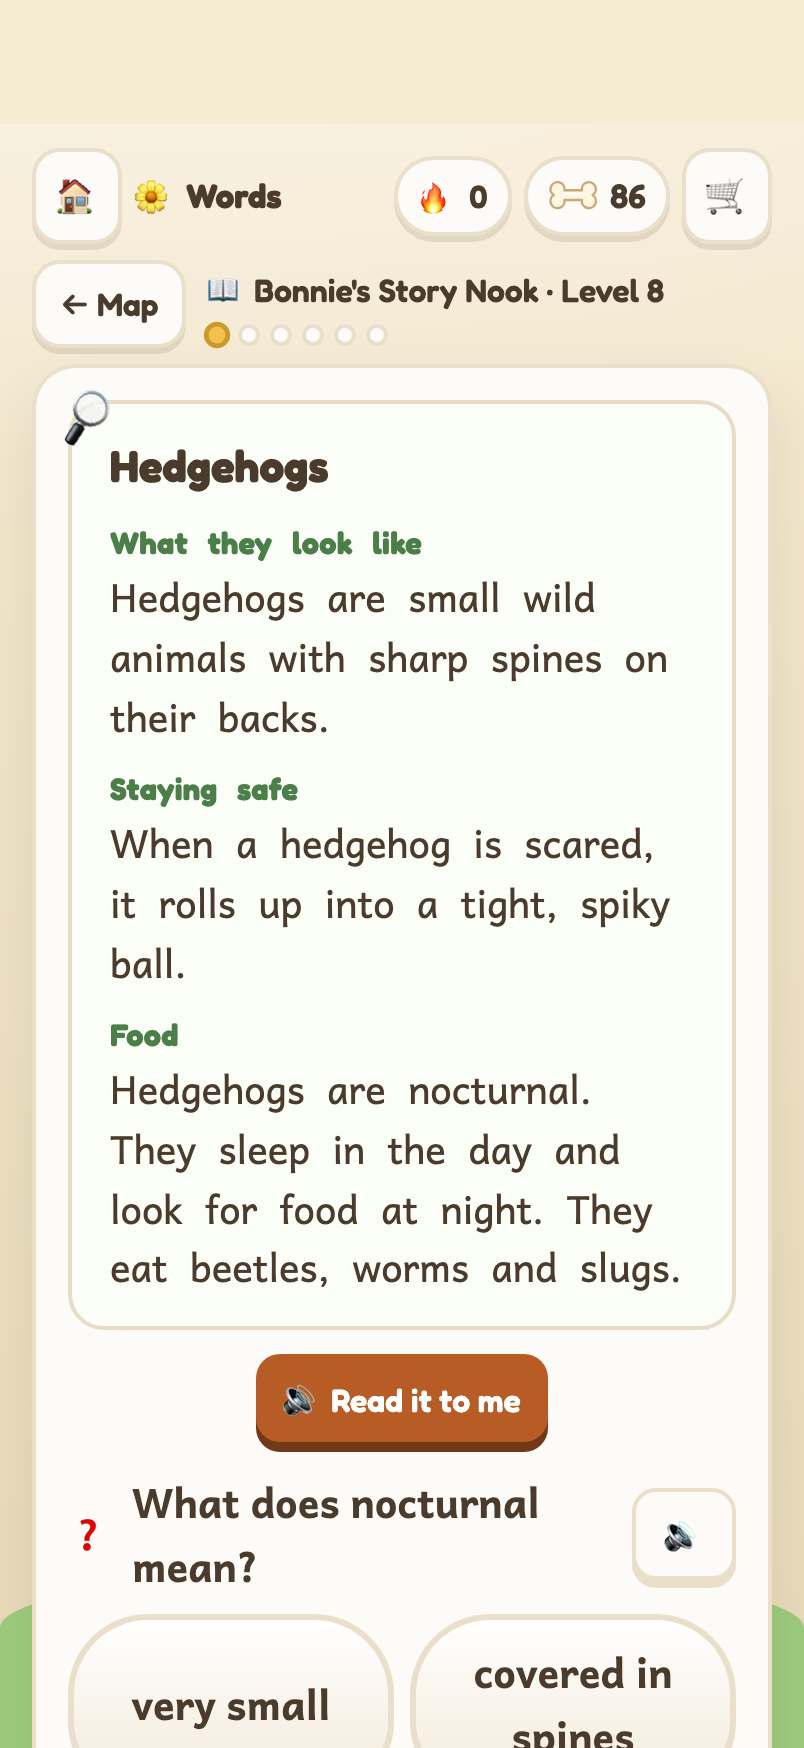 Words
0
86
← Map
Bonnie's Story Nook · Level 8
Hedgehogs
What they look like
Hedgehogs are small wild
animals with sharp spines on
their backs.
Staying safe
When a hedgehog is scared,
it rolls up into a tight, spiky
ball.
Food
Hedgehogs are nocturnal.
They sleep in the day and
look for food at night. They
eat beetles, worms and slugs.
Read it to me
? What does nocturnal
mean?
very small
covered in
spines